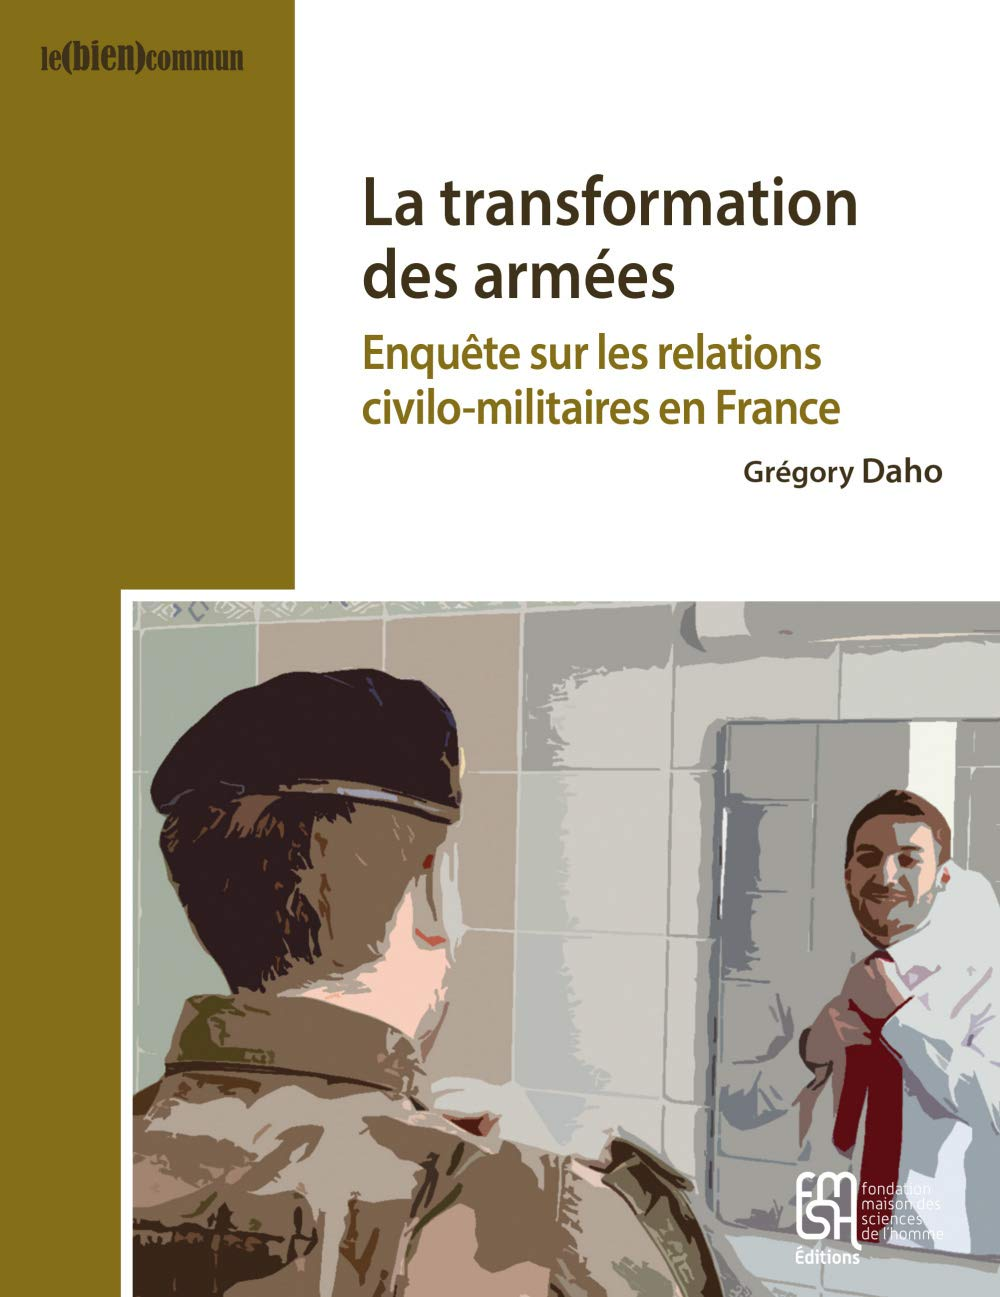 le(bien)commun
La transformation
des armées
Enquête sur les relations
civilo-militaires en France
Grégory Daho
FMSH
fondation
maison des
sciences
de l'homme
Éditions